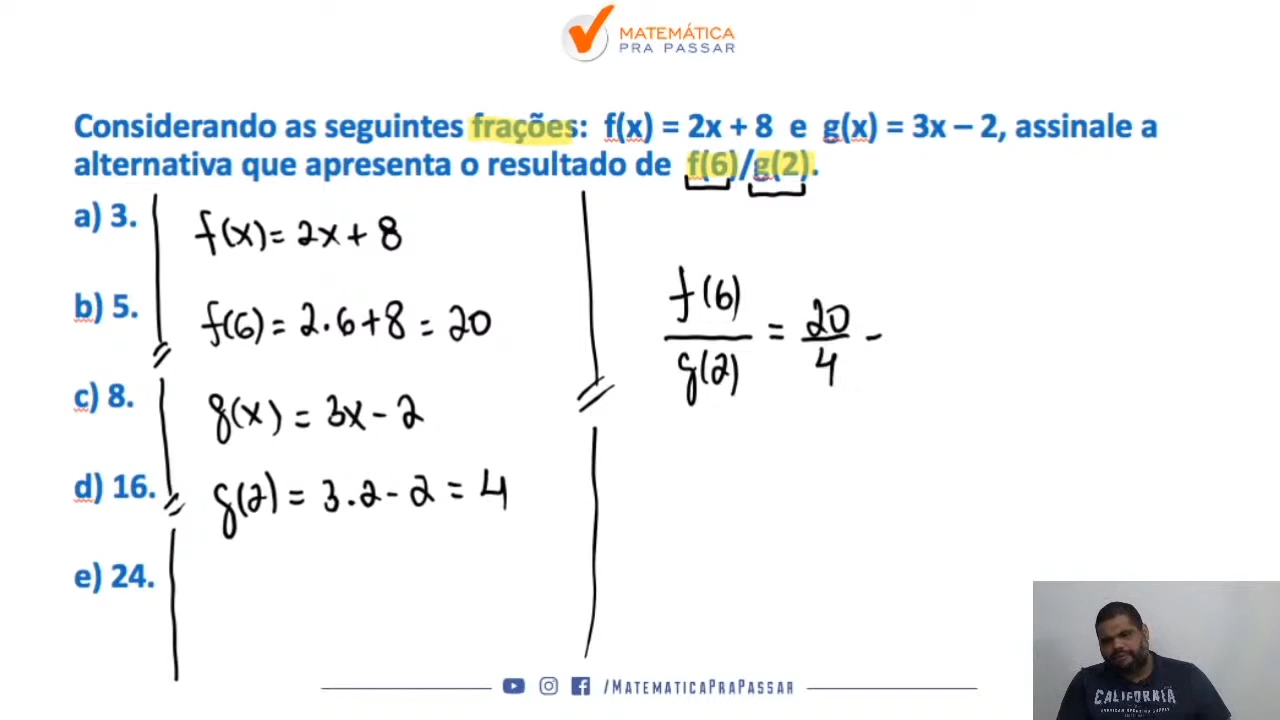 MATEMÁTICA
PRA PASSAR
Considerando as seguintes frações: f(x) = 2x + 8 e g(x) = 3x – 2, assinale a
alternativa que apresenta o resultado de f(6)/g(2).
a) 3.
b) 5.
c) 8.
d) 16.
e) 24.
f(x) = 2x + 8
f(6) = 2 . 6 + 8 = 20
g(x) = 3x - 2
g(2) = 3 . 2 - 2 = 4
f(6)/g(2) = 20/4 -
/MATEMATICAPRAPASSAR
CALIFORNIA